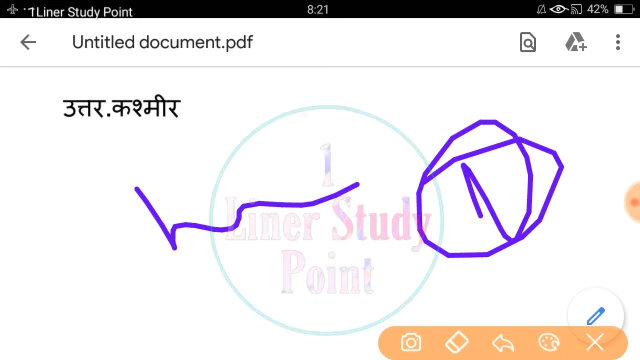 1Liner Study Point 8:21 42%
Untitled document.pdf
उत्तर.कश्मीर
1
Liner Study
Point